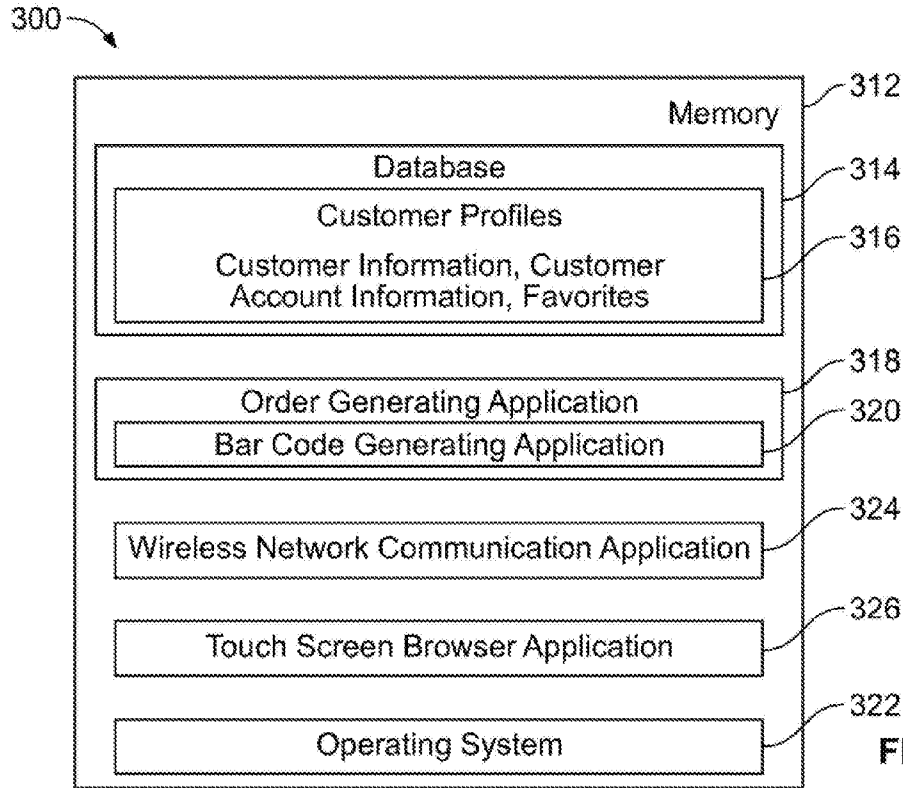 300
312
Memory
Database
314
Customer Profiles
316
Customer Information, Customer
Account Information, Favorites
318
Order Generating Application
320
Bar Code Generating Application
324
Wireless Network Communication Application
326
Touch Screen Browser Application
322
Operating System